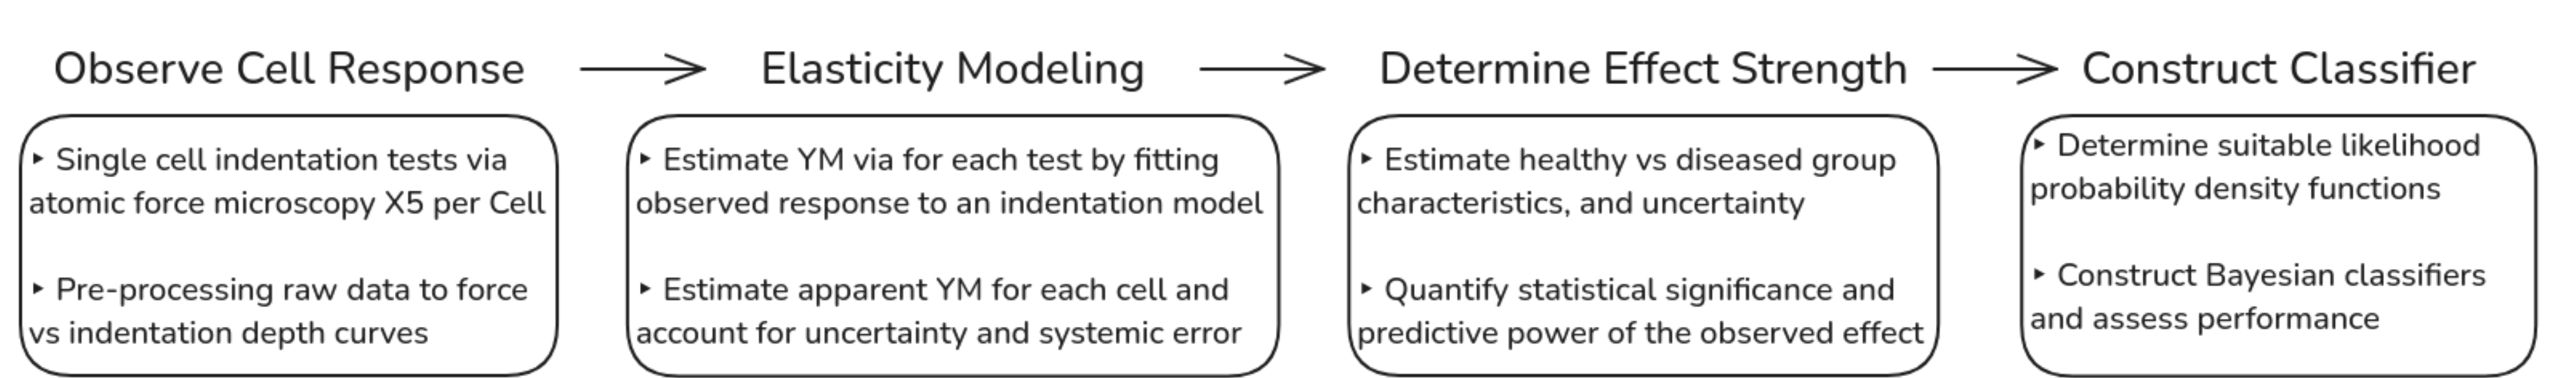 Observe Cell Response
Elasticity Modeling
Determine Effect Strength
Construct Classifier
‣ Single cell indentation tests via
atomic force microscopy X5 per Cell
‣ Pre-processing raw data to force
vs indentation depth curves
‣ Estimate YM via for each test by fitting
observed response to an indentation model
‣ Estimate apparent YM for each cell and
account for uncertainty and systemic error
‣ Estimate healthy vs diseased group
characteristics, and uncertainty
‣ Quantify statistical significance and
predictive power of the observed effect
‣ Determine suitable likelihood
probability density functions
‣ Construct Bayesian classifiers
and assess performance